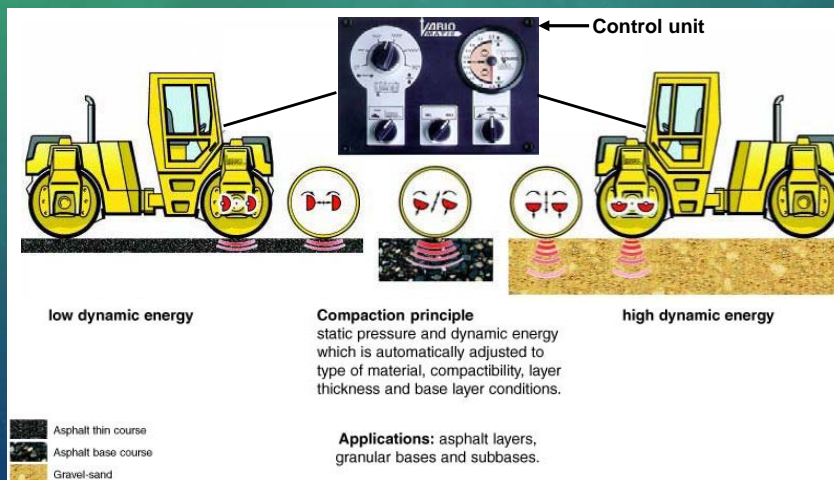 VARIO
MATIC
Control unit
low dynamic energy
Compaction principle
static pressure and dynamic energy
which is automatically adjusted to
type of material, compactibility, layer
thickness and base layer conditions.
high dynamic energy
Asphalt thin course
Asphalt base course
Gravel-sand
Applications: asphalt layers,
granular bases and subbases.